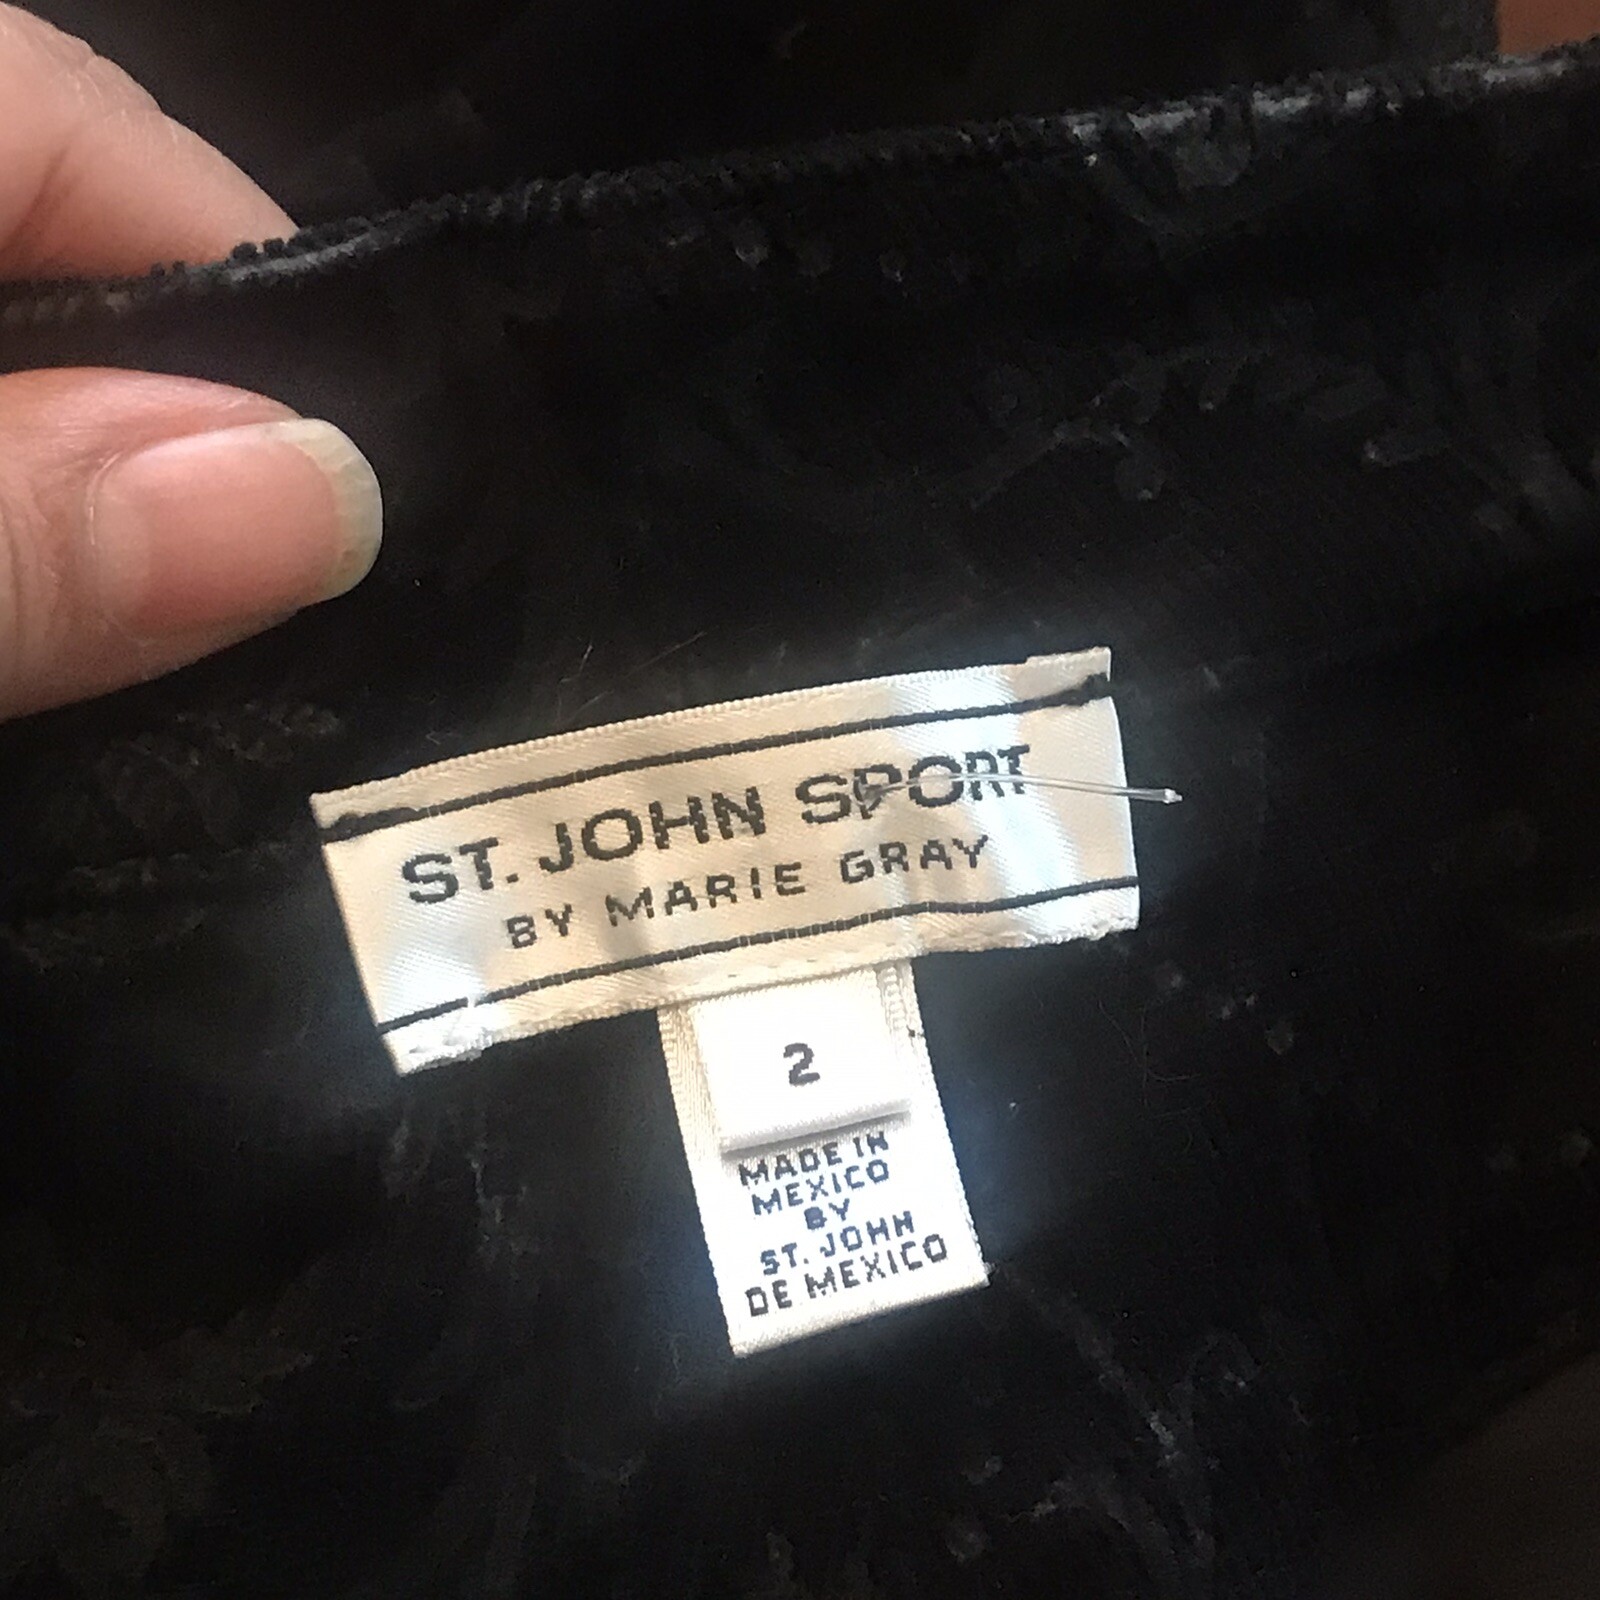 ST. JOHN SPORT
BY MARIE GRAY
2
MADE IN
MEXICO
BY
ST. JOHN
DE MEXICO